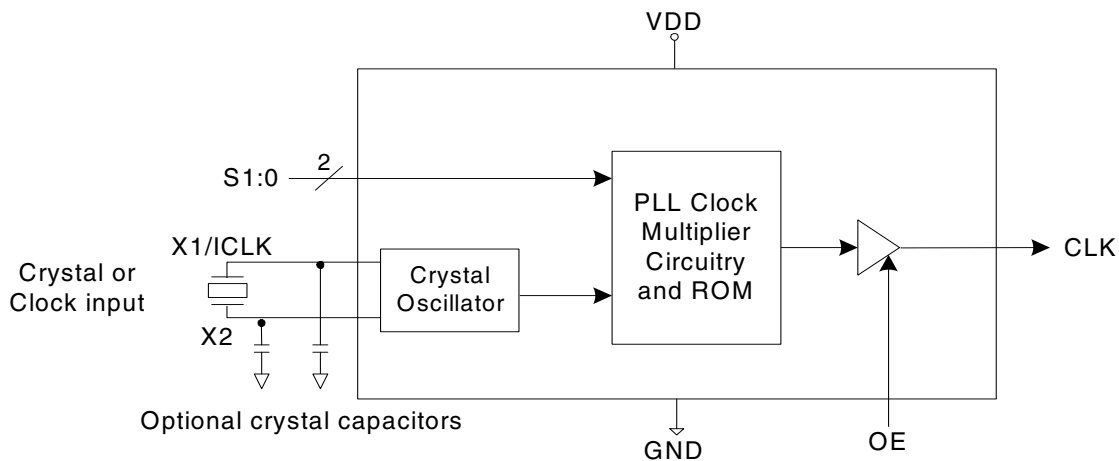 VDD
2
S1:0
PLL Clock
Multiplier
Circuitry
and ROM
CLK
X1/ICLK
Crystal or
Clock input
Crystal
Oscillator
X2
Optional crystal capacitors
GND
OE